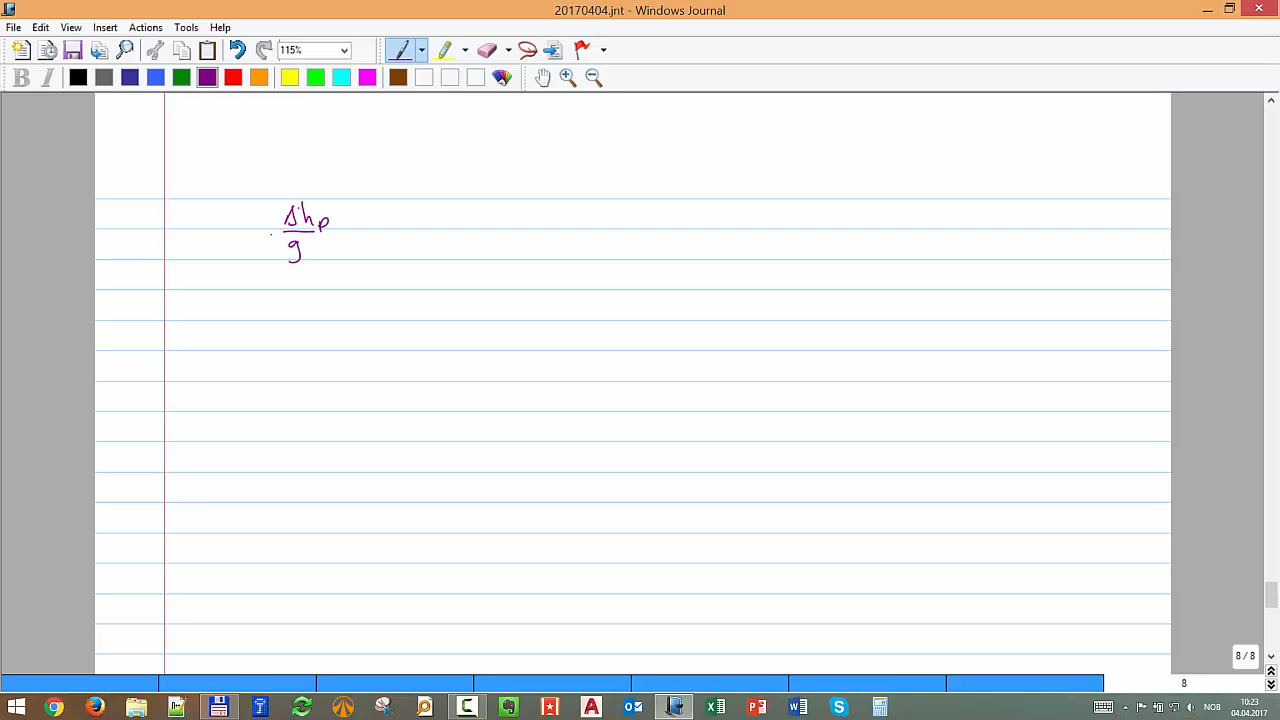 20170404.jnt - Windows Journal
File Edit View Insert Actions Tools Help
115%
B I
Δh_p
g
8 / 8
8
NOB
10:23
04.04.2017